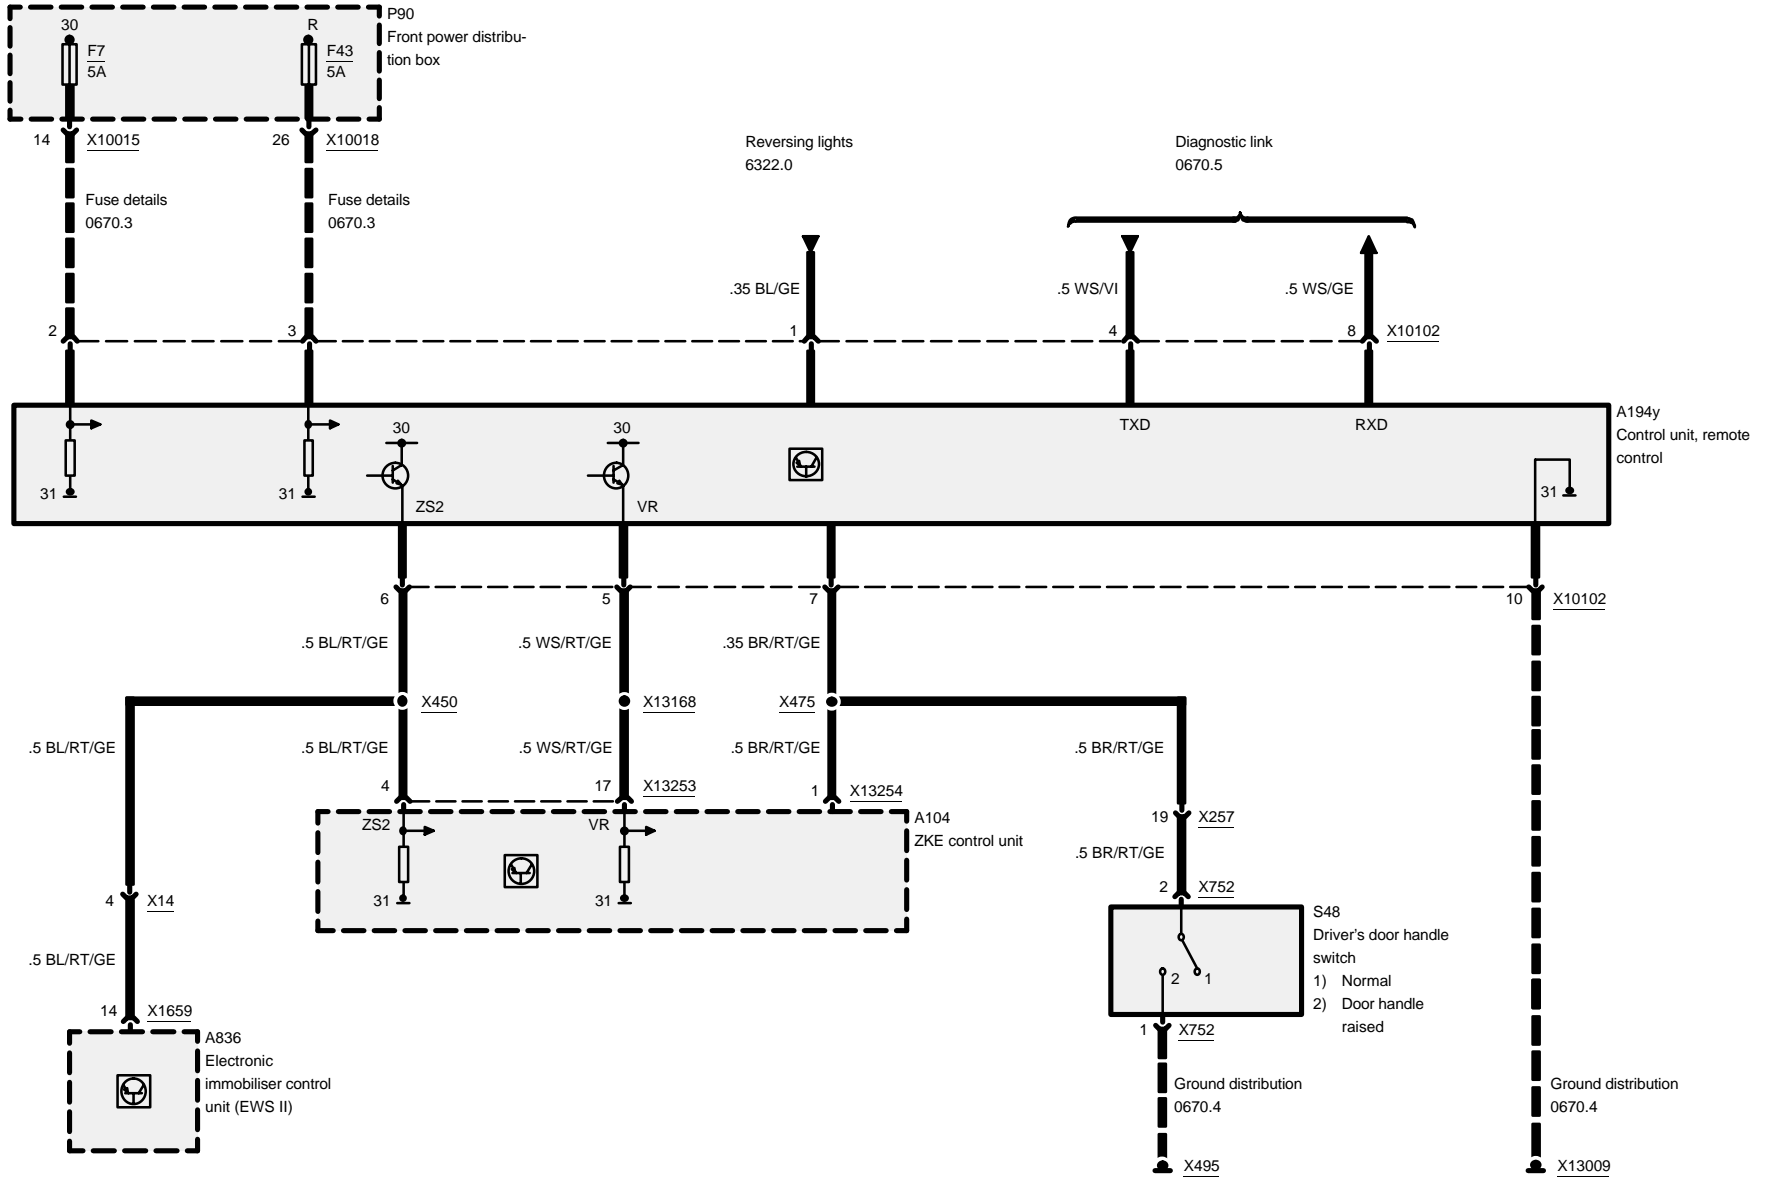 30
R
P90
Front power distribu-
tion box
F7
5A
F43
5A
14
X10015
26
X10018
Fuse details
0670.3
Fuse details
0670.3
Reversing lights
6322.0
Diagnostic link
0670.5
.35 BL/GE
.5 WS/VI
.5 WS/GE
2
3
1
4
8
X10102
A194y
Control unit, remote
control
TXD
RXD
30
30
31
31
ZS2
VR
31
6
5
7
10
X10102
.5 BL/RT/GE
.5 WS/RT/GE
.35 BR/RT/GE
X450
X13168
X475
.5 BL/RT/GE
.5 BL/RT/GE
.5 WS/RT/GE
.5 BR/RT/GE
.5 BR/RT/GE
4
17
X13253
1
X13254
ZS2
VR
A104
ZKE control unit
31
31
19
X257
.5 BR/RT/GE
2
X752
4
X14
.5 BL/RT/GE
14
X1659
A836
Electronic
immobiliser control
unit (EWS II)
S48
Driver's door handle
switch
1) Normal
2) Door handle
raised
2
1
1
X752
Ground distribution
0670.4
Ground distribution
0670.4
X495
X13009